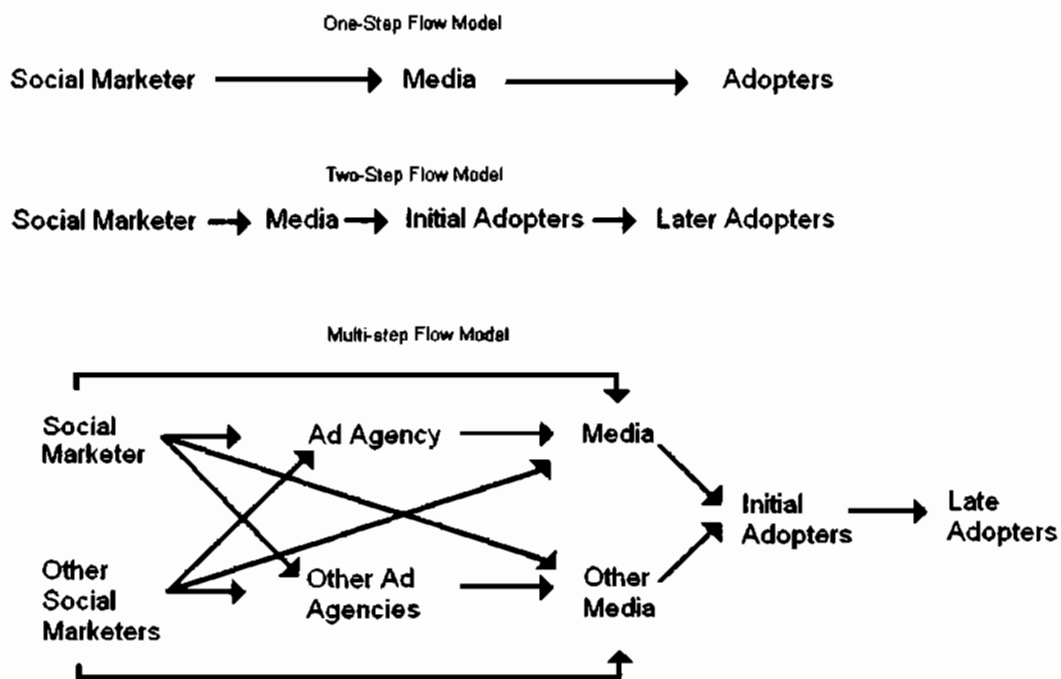 One-Step Flow Model
Social Marketer Media Adopters
Two-Step Flow Model
Social Marketer Media Initial Adopters Later Adopters
Multi-step Flow Model
Social
Marketer
Ad Agency
Media
Initial
Adopters
Late
Adopters
Other
Social
Marketers
Other Ad
Agencies
Other
Media